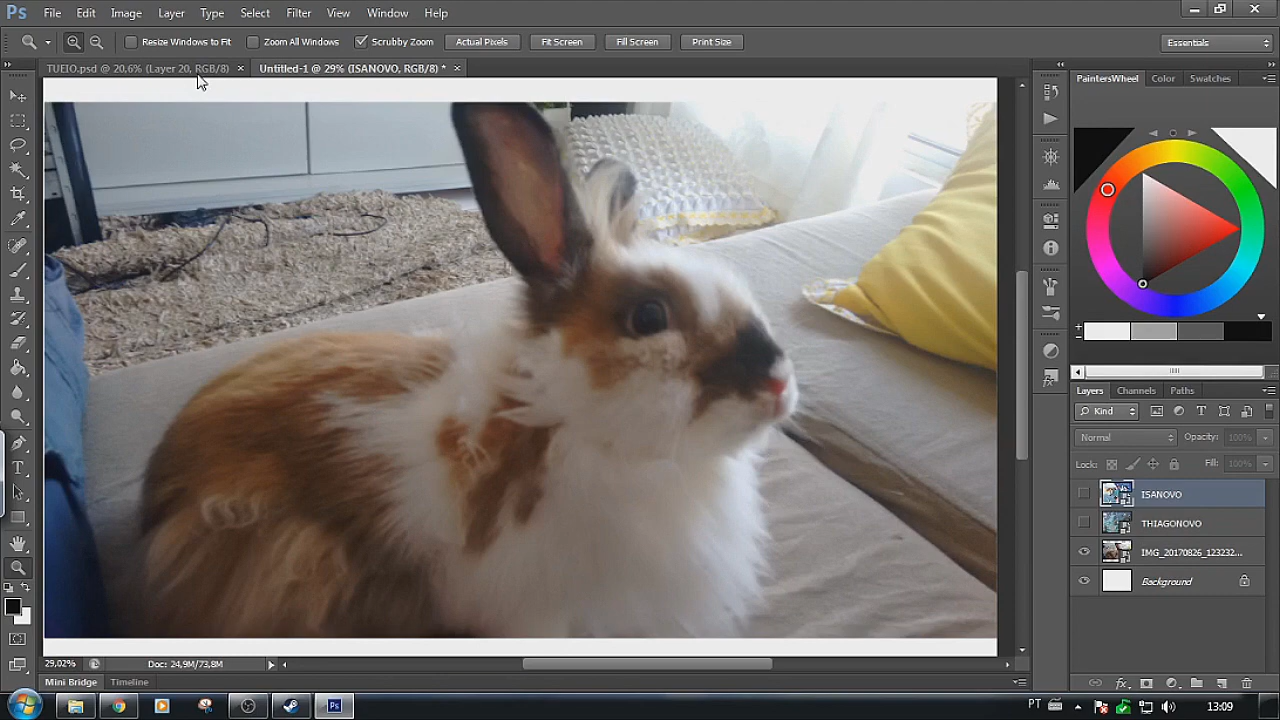 Ps File Edit Image Layer Type Select Filter View Window Help
Resize Windows to Fit Zoom All Windows Scrubby Zoom Actual Pixels Fit Screen Fill Screen Print Size Essentials
TUEIO.psd @ 20,6% (Layer 20, RGB/8) × Untitled-1 @ 29% (ISANOVO, RGB/8) * ×
PaintersWheel Color Swatches
Layers Channels Paths
Kind
Normal Opacity: 100%
Lock: Fill: 100%
ISANOVO
THIAGONOVO
IMG_20170826_123232...
Background
29,02% Doc: 24,9M/73,8M
Mini Bridge Timeline
Ps PT 13:09